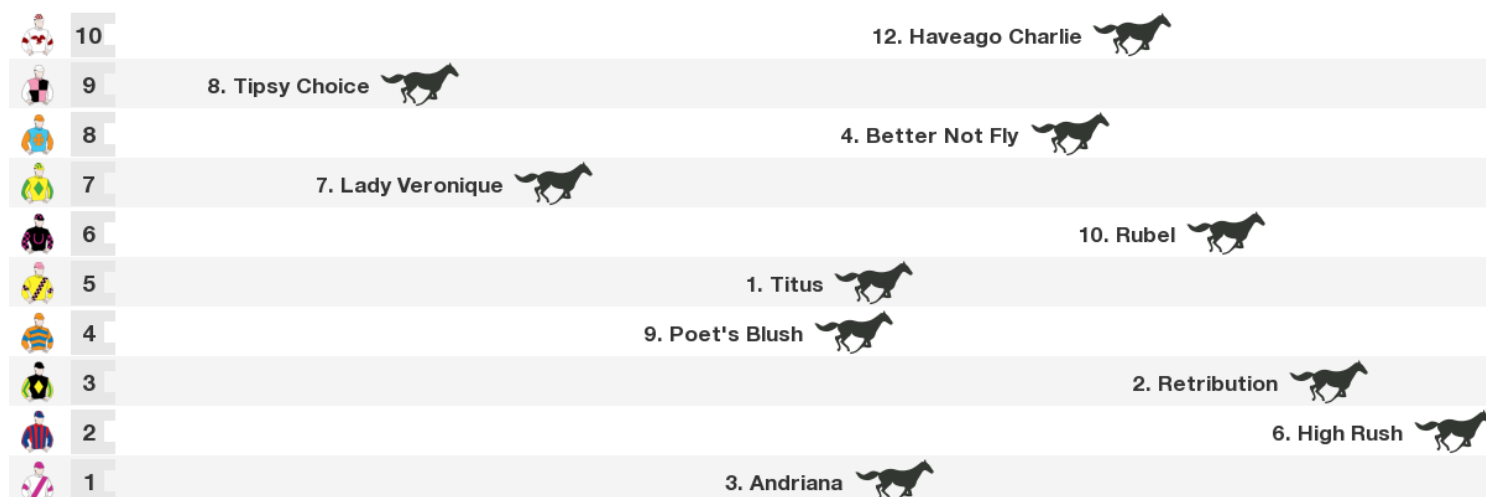 10 12. Haveago Charlie
9 8. Tipsy Choice
8 4. Better Not Fly
7 7. Lady Veronique
6 10. Rubel
5 1. Titus
4 9. Poet's Blush
3 2. Retribution
2 6. High Rush
1 3. Andriana